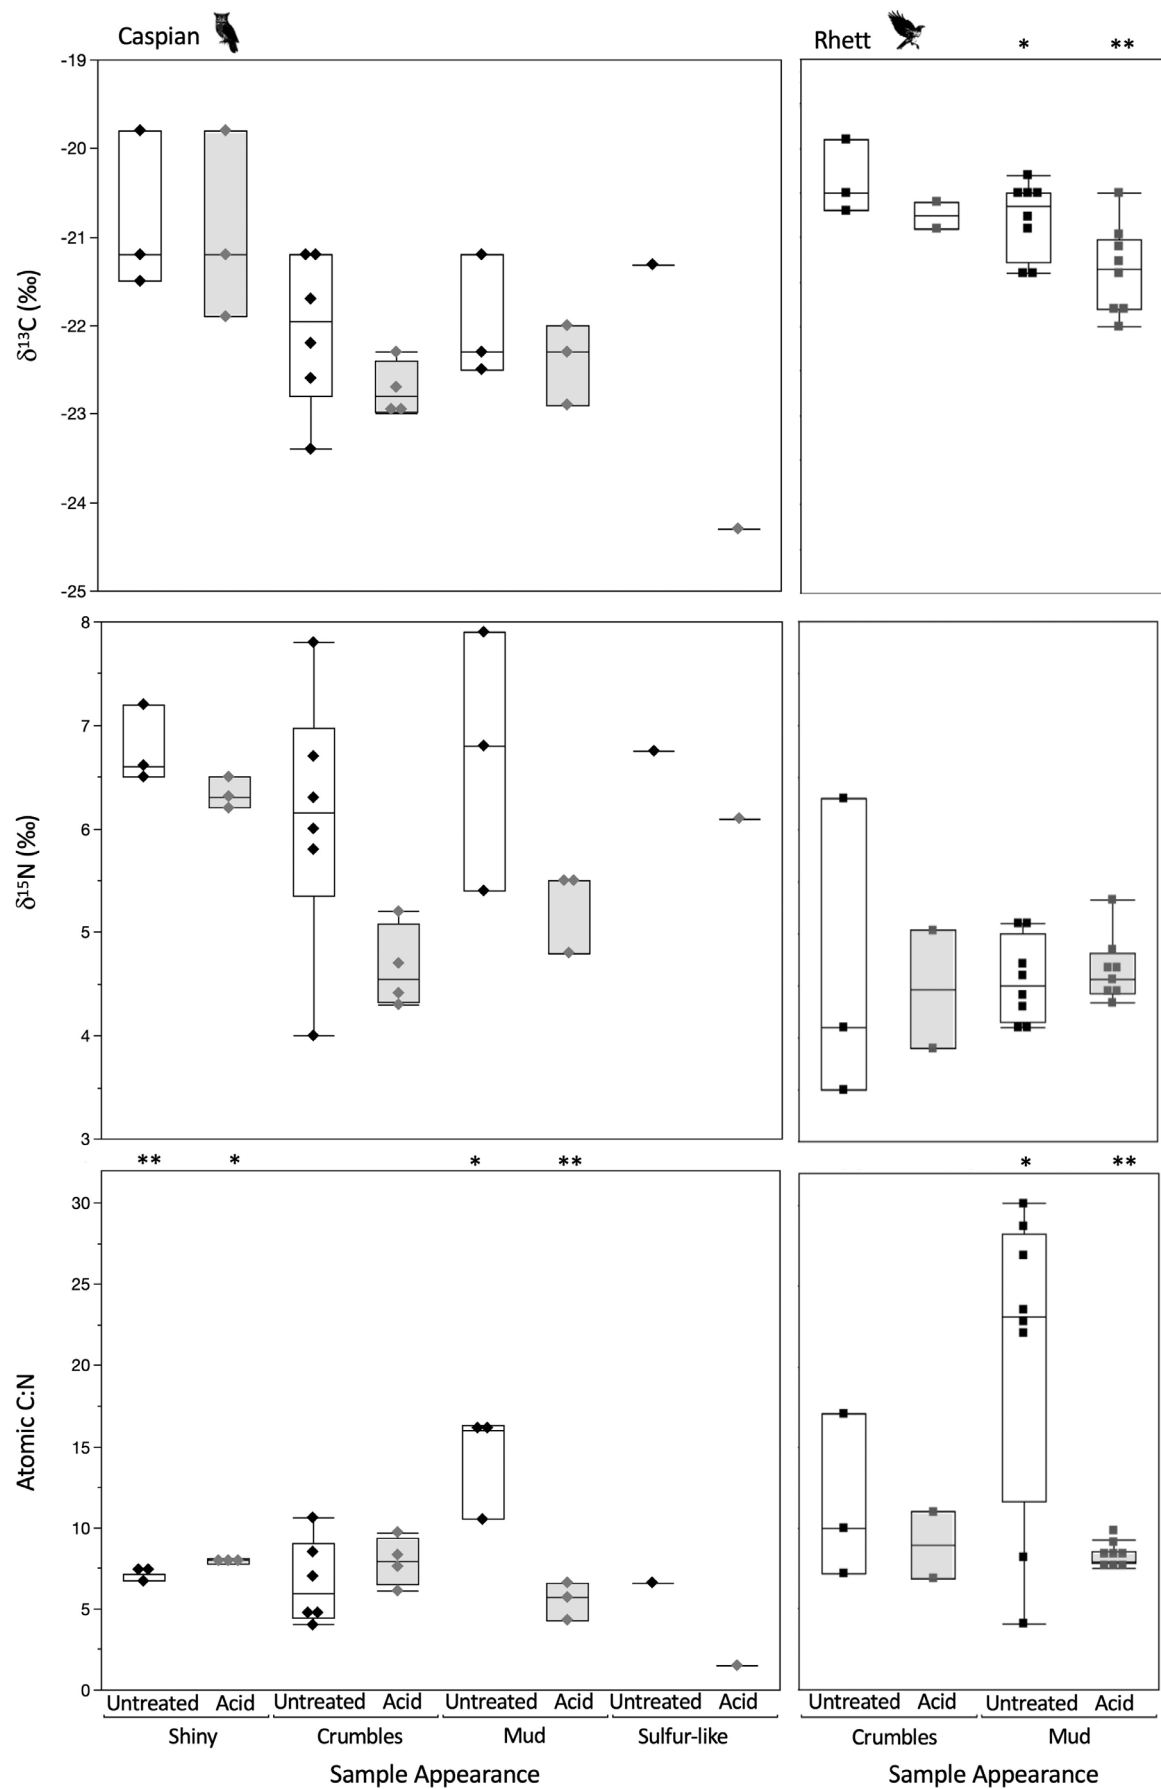 Caspian
Rhett
* **
-19
-20
-21
-22
-23
-24
-25
δ13C (‰)
8
7
6
5
4
3
δ15N (‰)
** * * ** * **
30
25
20
15
10
5
0
Atomic C:N
Untreated Acid Untreated Acid Untreated Acid Untreated Acid Untreated Acid Untreated Acid
Shiny Crumbles Mud Sulfur-like Crumbles Mud
Sample Appearance Sample Appearance